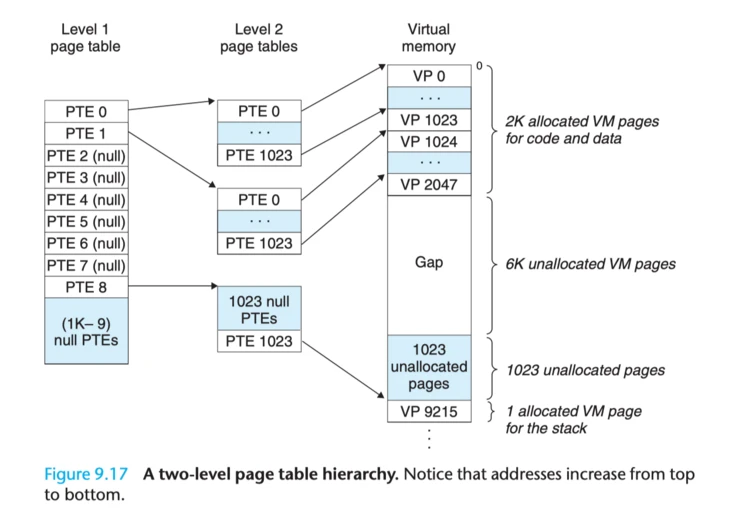 Level 1
page table
Level 2
page tables
Virtual
memory
PTE 0
PTE 1
PTE 2 (null)
PTE 3 (null)
PTE 4 (null)
PTE 5 (null)
PTE 6 (null)
PTE 7 (null)
PTE 8
(1K– 9)
null PTEs
PTE 0
. . .
PTE 1023
PTE 0
. . .
PTE 1023
1023 null
PTEs
PTE 1023
0
VP 0
. . .
VP 1023
VP 1024
. . .
VP 2047
Gap
1023
unallocated
pages
VP 9215
2K allocated VM pages
for code and data
6K unallocated VM pages
1023 unallocated pages
1 allocated VM page
for the stack
Figure 9.17 A two-level page table hierarchy. Notice that addresses increase from top
to bottom.